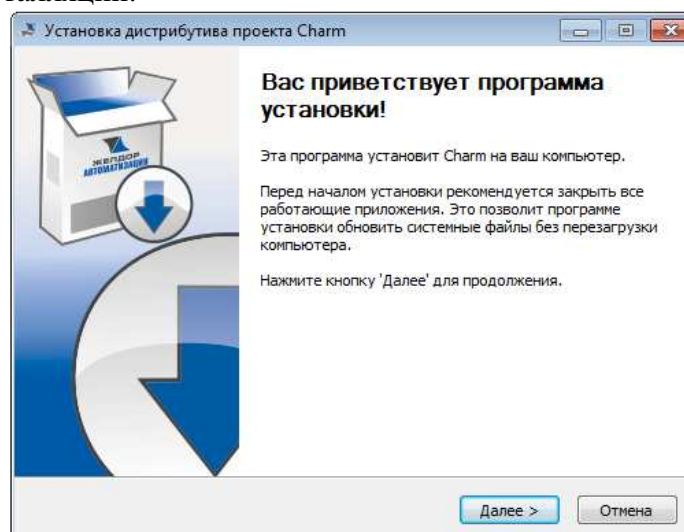 Установка дистрибутива проекта Charm
Вас приветствует программа
установки!
Эта программа установит Charm на ваш компьютер.
Перед началом установки рекомендуется закрыть все
работающие приложения. Это позволит программе
установки обновить системные файлы без перезагрузки
компьютера.
Нажмите кнопку 'Далее' для продолжения.
ЖЕЛДОР
АВТОМАТИЗАЦИЯ
Далее >
Отмена